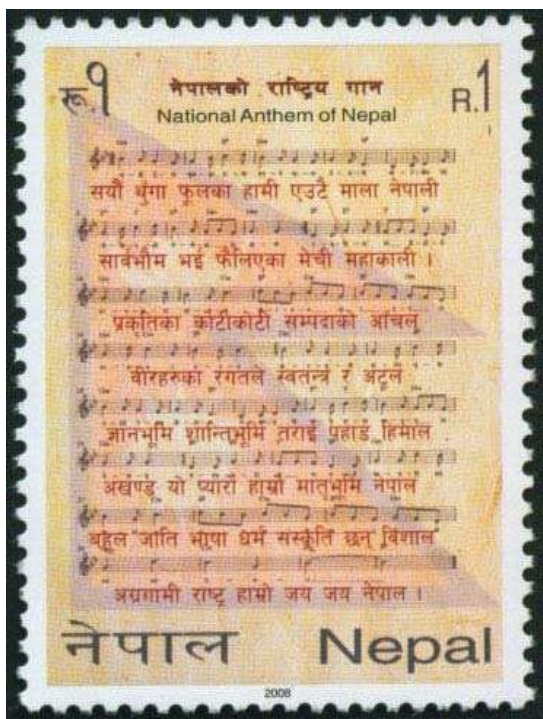 रू.१ R.1
नेपालको राष्ट्रिय गान
National Anthem of Nepal
सयौं थुंगा फूलका हामी एउटै माला नेपाली
सार्वभौम भई फैलिएका मेची महाकाली ।
प्रकृतिका कोटीकोटी सम्पदाको आंचल
वीरहरुका रगतले स्वतन्त्र र अटल
ज्ञानभूमि शान्तिभूमि तराई पहाड हिमाल
अखण्ड यो प्यारो हाम्रो मातृभूमि नेपाल
बहुल जाति भाषा धर्म संस्कृति छन् विशाल
अग्रगामी राष्ट्र हाम्रो जय जय नेपाल ।
नेपाल Nepal
2008